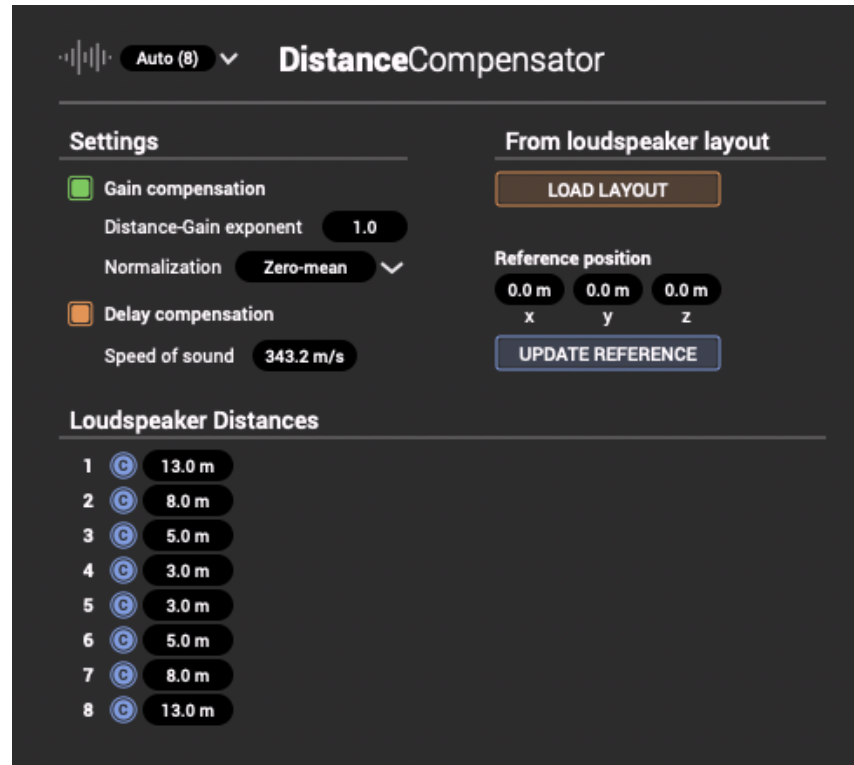 Auto (8) DistanceCompensator
Settings
Gain compensation
Distance-Gain exponent 1.0
Normalization Zero-mean
Delay compensation
Speed of sound 343.2 m/s
From loudspeaker layout
LOAD LAYOUT
Reference position
0.0 m 0.0 m 0.0 m
x y z
UPDATE REFERENCE
Loudspeaker Distances
1 C 13.0 m
2 C 8.0 m
3 C 5.0 m
4 C 3.0 m
5 C 3.0 m
6 C 5.0 m
7 C 8.0 m
8 C 13.0 m